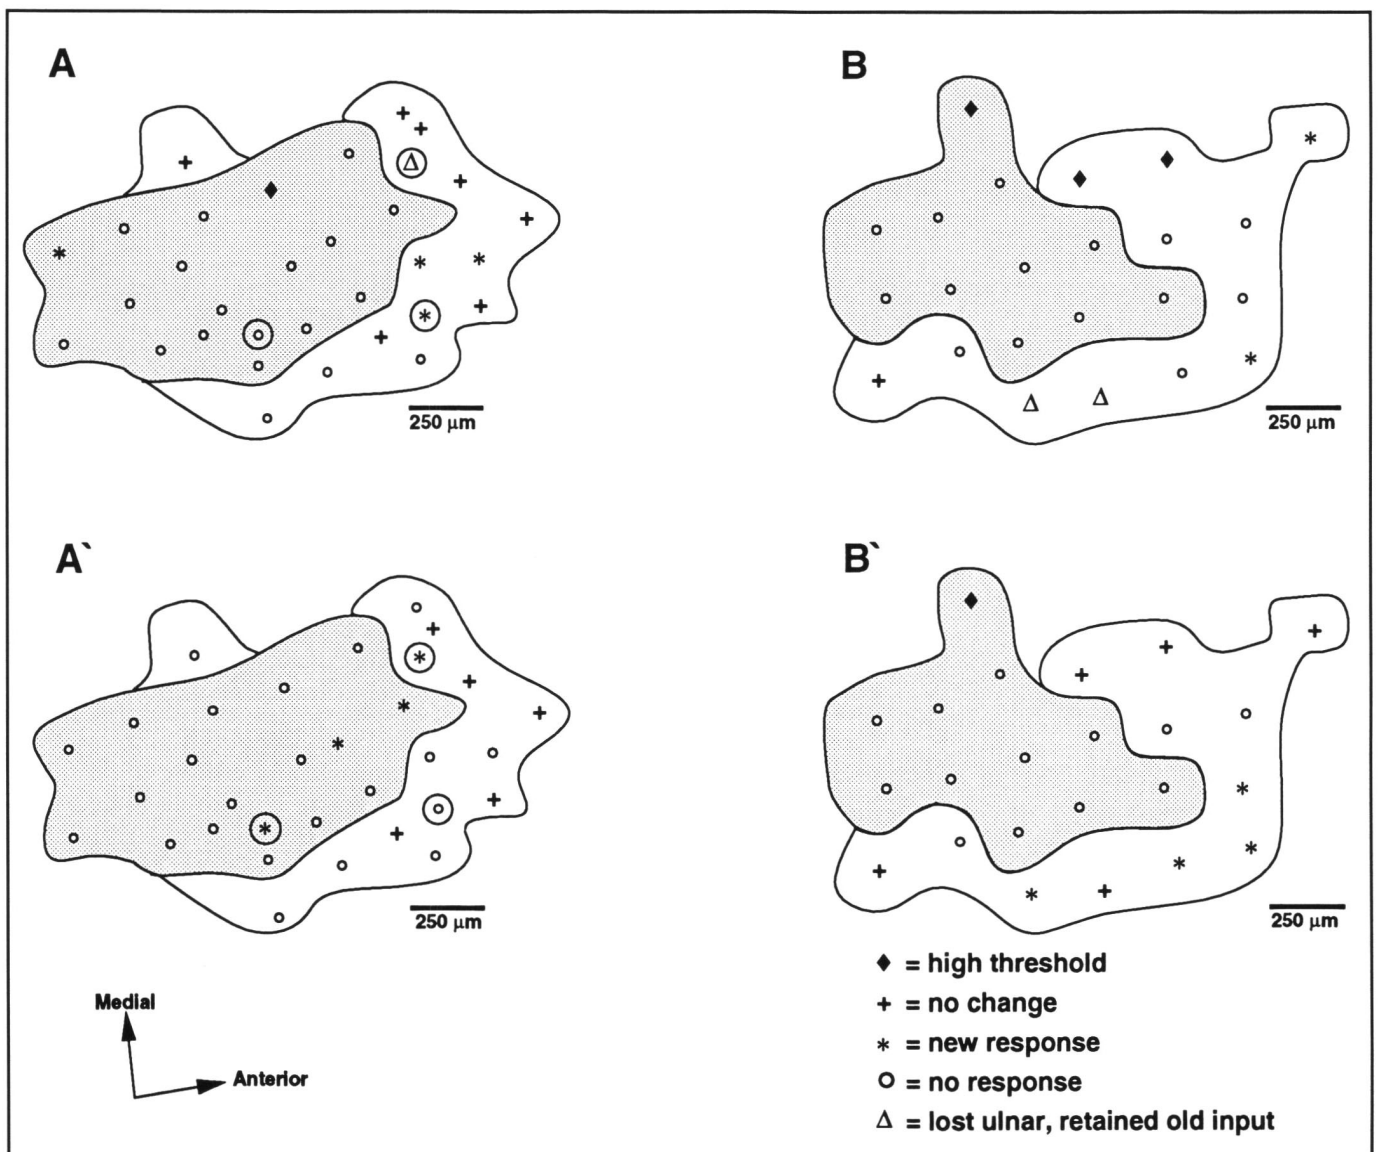 A
B
250 µm
250 µm
A`
B`
250 µm
250 µm
♦ = high threshold
+ = no change
* = new response
o = no response
Δ = lost ulnar, retained old input
Medial
Anterior